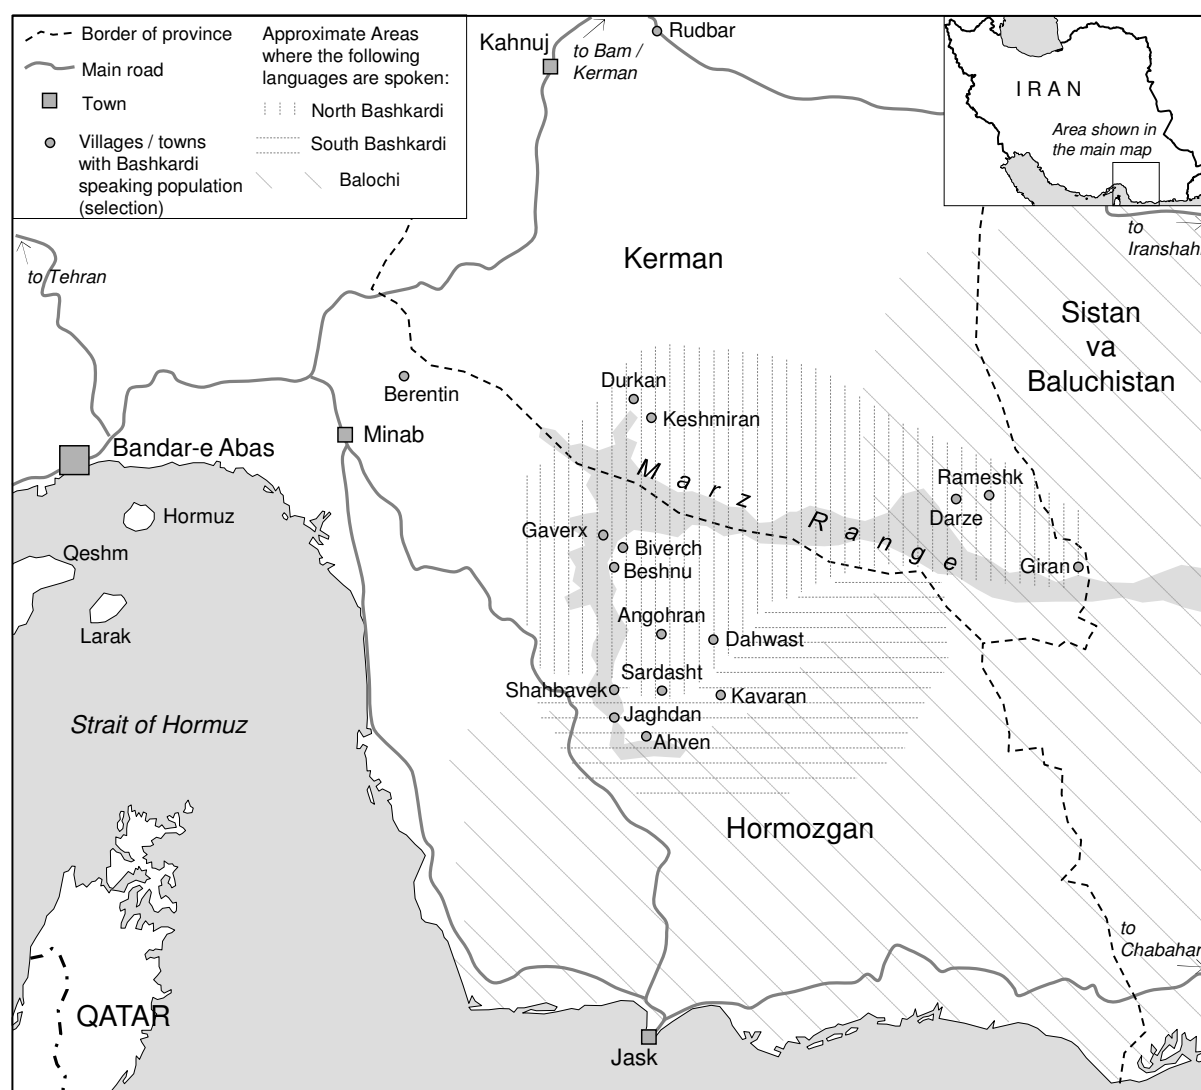 Border of province
Main road
Town
Villages / towns
with Bashkardi
speaking population
(selection)
Approximate Areas
where the following
languages are spoken:
North Bashkardi
South Bashkardi
Balochi
Kahnuj
to Bam /
Kerman
Rudbar
IRAN
Area shown in
the main map
to
Iranshah
to Tehran
Kerman
Sistan
va
Baluchistan
Berentin
Durkan
Keshmiran
Minab
Bandar-e Abas
Marz Range
Rameshk
Darze
Hormuz
Gaverx
Biverch
Beshnu
Giran
Qeshm
Larak
Angohran
Dahwast
Sardasht
Shahbavek
Kavaran
Jaghdan
Ahven
Strait of Hormuz
Hormozgan
to
Chabahar
QATAR
Jask